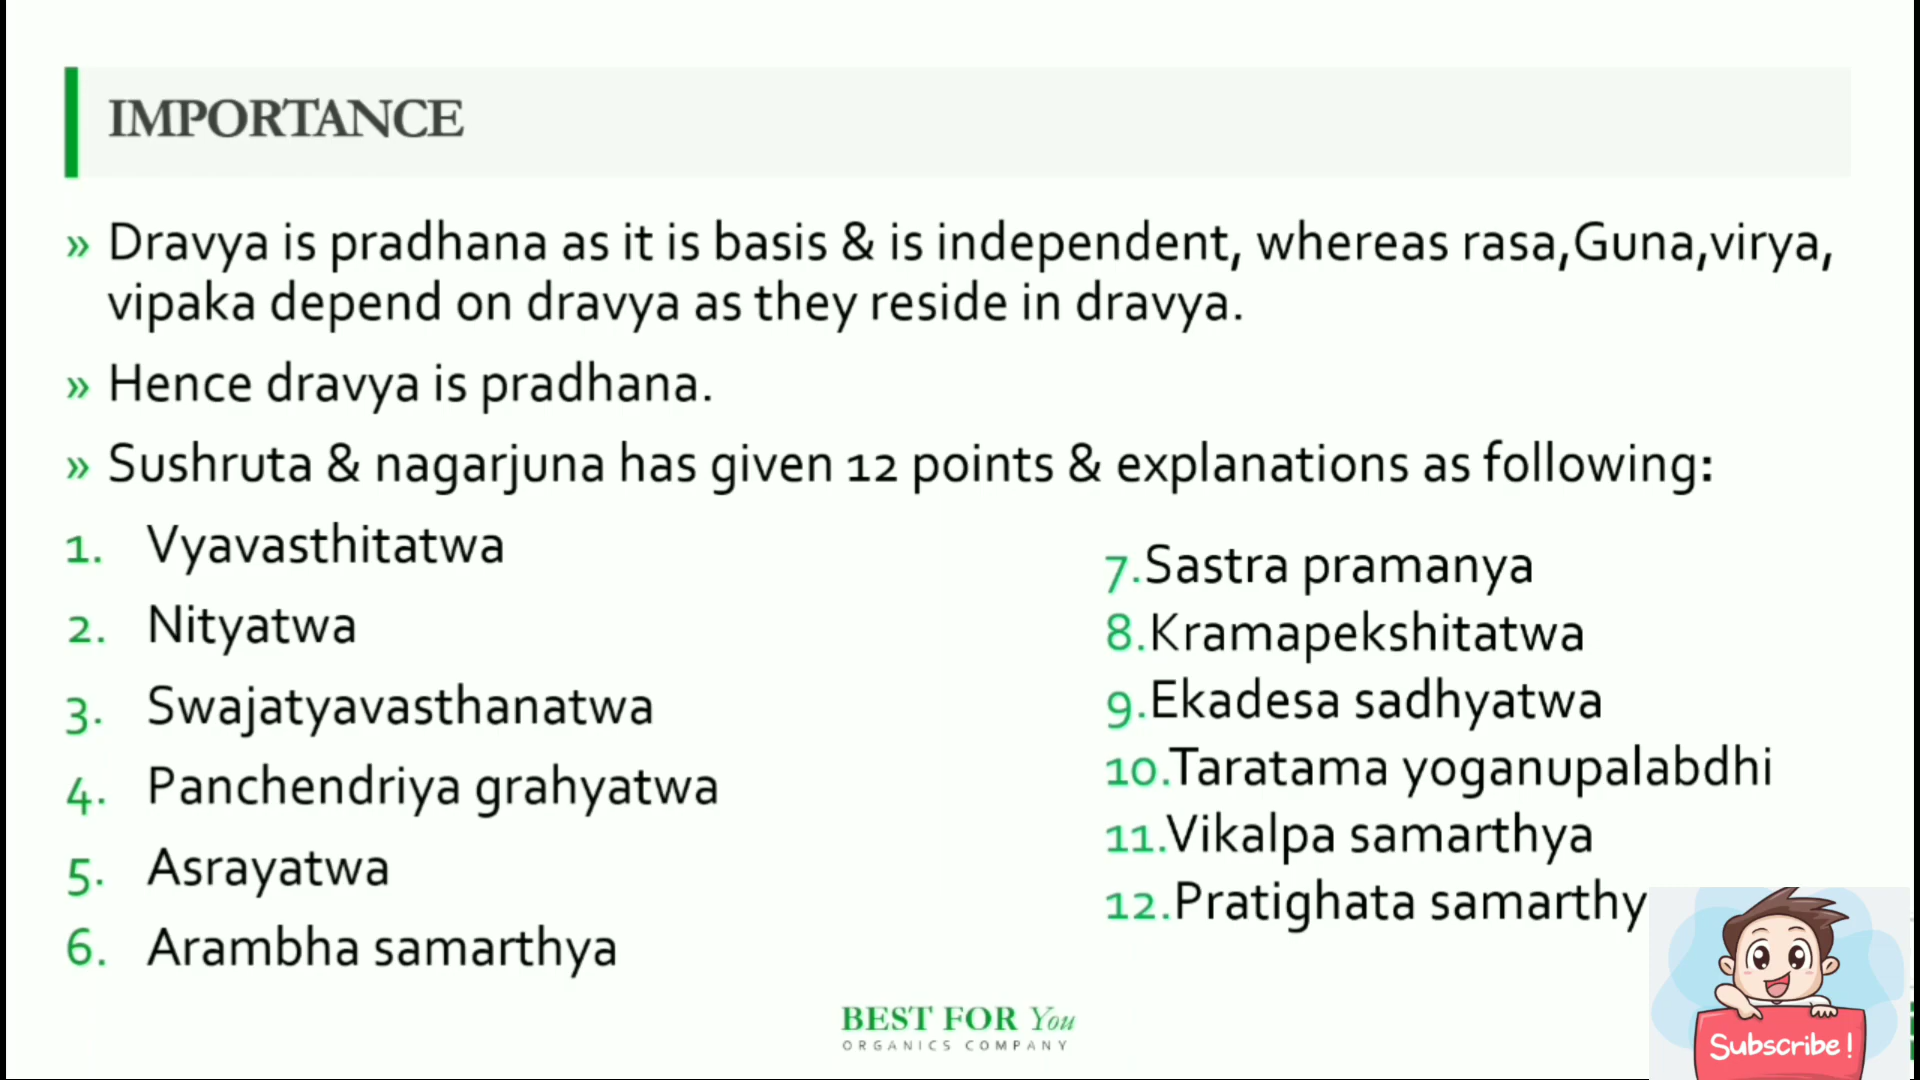 IMPORTANCE
» Dravya is pradhana as it is basis & is independent, whereas rasa,Guna,virya,
vipaka depend on dravya as they reside in dravya.
» Hence dravya is pradhana.
» Sushruta & nagarjuna has given 12 points & explanations as following:
1. Vyavasthitatwa
2. Nityatwa
3. Swajatyavasthanatwa
4. Panchendriya grahyatwa
5. Asrayatwa
6. Arambha samarthya
7.Sastra pramanya
8.Kramapekshitatwa
9.Ekadesa sadhyatwa
10.Taratama yoganupalabdhi
11.Vikalpa samarthya
12.Pratighata samarthy
BEST FOR You
ORGANICS COMPANY
Subscribe!